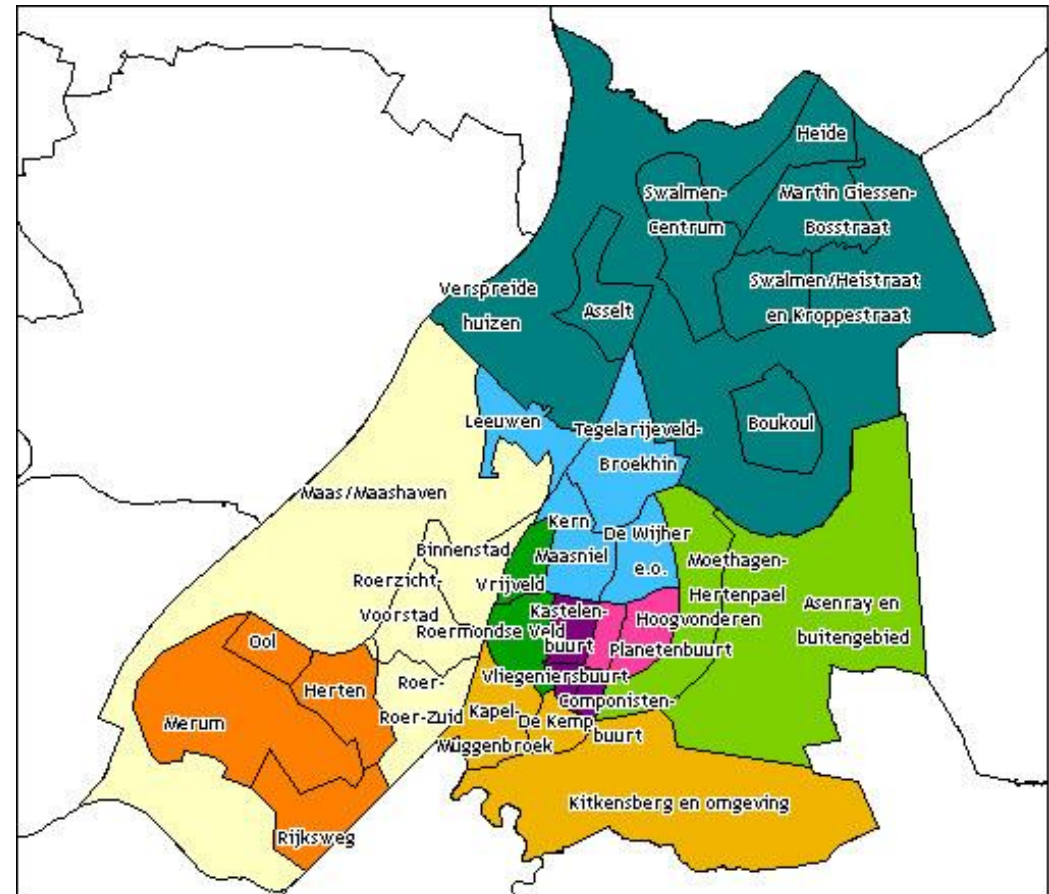 Heide
Swalmen-
Centrum
Martin Giessen-
Bosstraat
Verspreide
huizen
Asselt
Swalmen/Heistraat
en Kroppestraat
Leeuwen
Tegelarijeveld-
Broekhin
Boukoul
Maas/Maashaven
Kern
Maasniel
De Wijher
e.o.
Binnenstad
Vrijveld
Moethagen-
Hertenpael
Asenray en
buitengebied
Roerzicht-
Voorstad
Kastelen-
buurt
Hoogvonderen
Roermondse Veld
Planetenbuurt
Ool
Herten
Merum
Roer-
Roer-Zuid
Vliegeniersbuurt
Componisten-
buurt
Kapel-
Muggenbroek
De Kemp
Kitkensberg en omgeving
Rijksweg